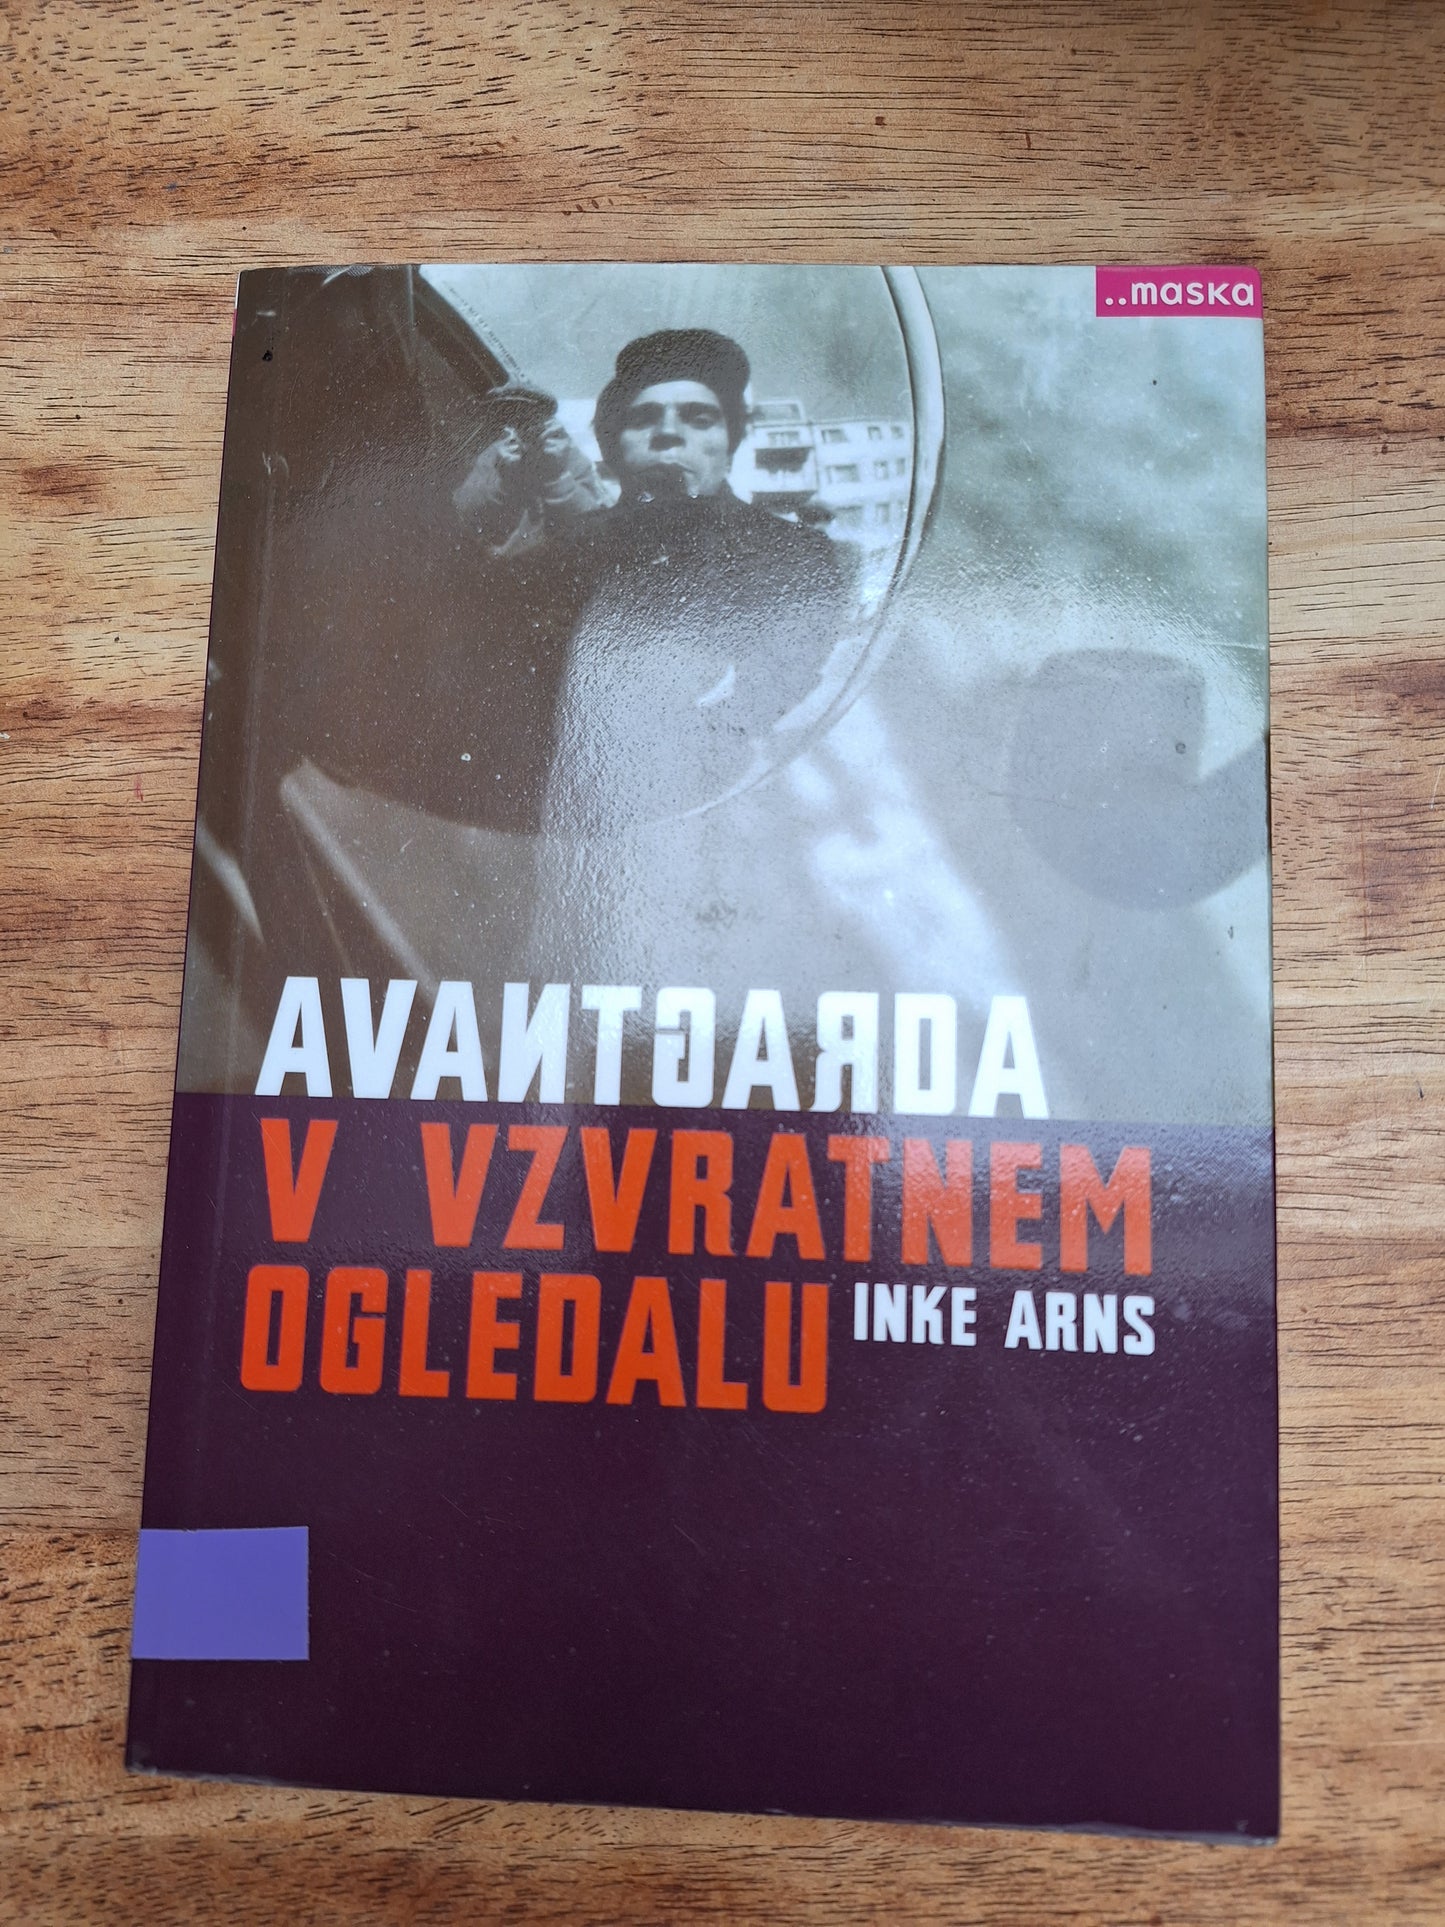 ..maska
AVANTGARDA
V VZVRATNEM
OGLEDALU
INKE ARNS